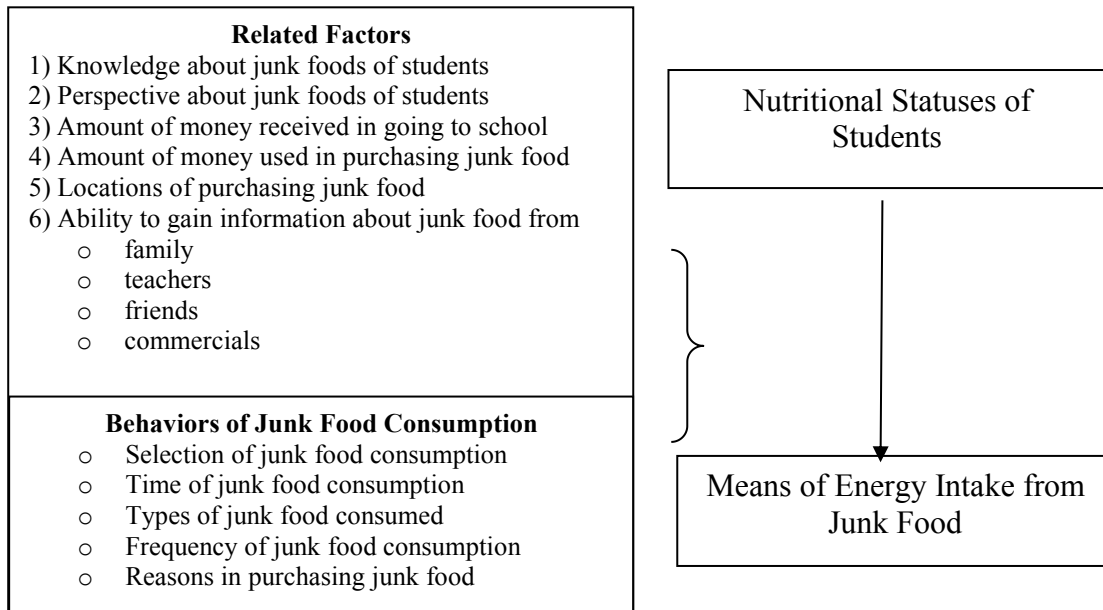 Related Factors
1) Knowledge about junk foods of students
2) Perspective about junk foods of students
3) Amount of money received in going to school
4) Amount of money used in purchasing junk food
5) Locations of purchasing junk food
6) Ability to gain information about junk food from
o family
o teachers
o friends
o commercials
Behaviors of Junk Food Consumption
o Selection of junk food consumption
o Time of junk food consumption
o Types of junk food consumed
o Frequency of junk food consumption
o Reasons in purchasing junk food
Nutritional Statuses of
Students
Means of Energy Intake from
Junk Food